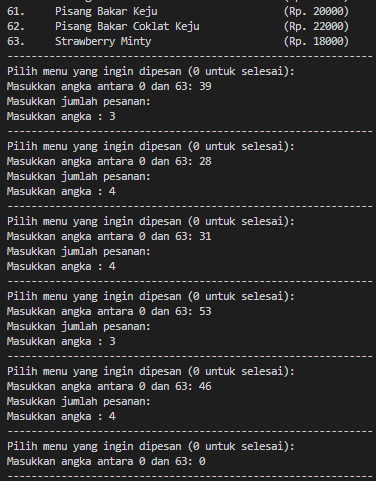 61. Pisang Bakar Keju (Rp. 20000)
62. Pisang Bakar Coklat Keju (Rp. 22000)
63. Strawberry Minty (Rp. 18000)
--------------------------------------------------------------
Pilih menu yang ingin dipesan (0 untuk selesai):
Masukkan angka antara 0 dan 63: 39
Masukkan jumlah pesanan:
Masukkan angka : 3
--------------------------------------------------------------
Pilih menu yang ingin dipesan (0 untuk selesai):
Masukkan angka antara 0 dan 63: 28
Masukkan jumlah pesanan:
Masukkan angka : 4
--------------------------------------------------------------
Pilih menu yang ingin dipesan (0 untuk selesai):
Masukkan angka antara 0 dan 63: 31
Masukkan jumlah pesanan:
Masukkan angka : 4
--------------------------------------------------------------
Pilih menu yang ingin dipesan (0 untuk selesai):
Masukkan angka antara 0 dan 63: 53
Masukkan jumlah pesanan:
Masukkan angka : 3
--------------------------------------------------------------
Pilih menu yang ingin dipesan (0 untuk selesai):
Masukkan angka antara 0 dan 63: 46
Masukkan jumlah pesanan:
Masukkan angka : 4
--------------------------------------------------------------
Pilih menu yang ingin dipesan (0 untuk selesai):
Masukkan angka antara 0 dan 63: 0
--------------------------------------------------------------